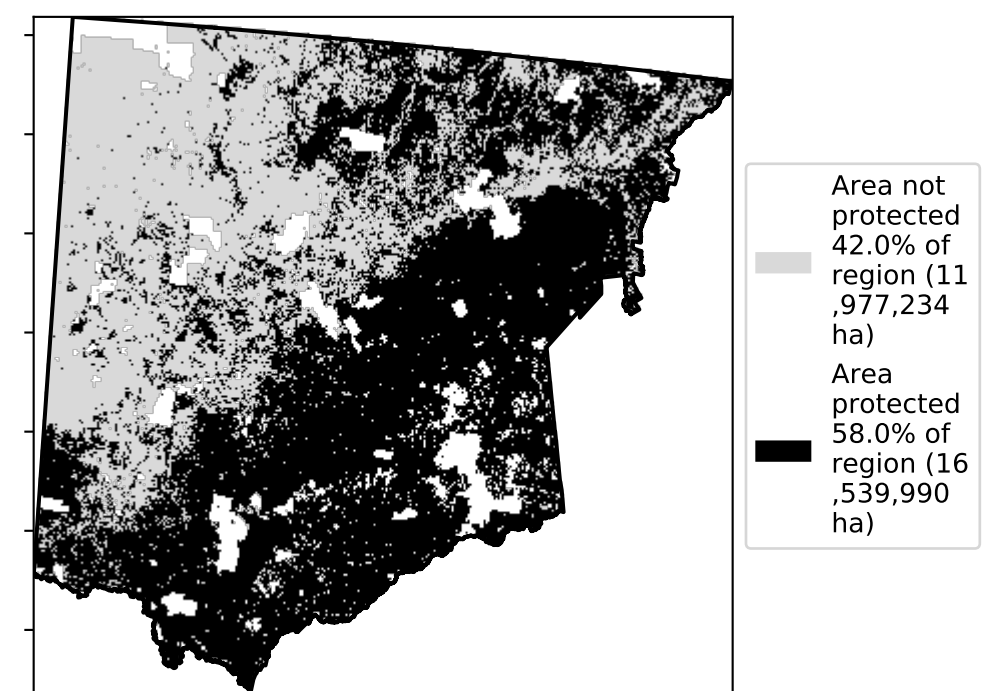 Area not
protected
42.0% of
region (11
,977,234
ha)
Area
protected
58.0% of
region (16
,539,990
ha)